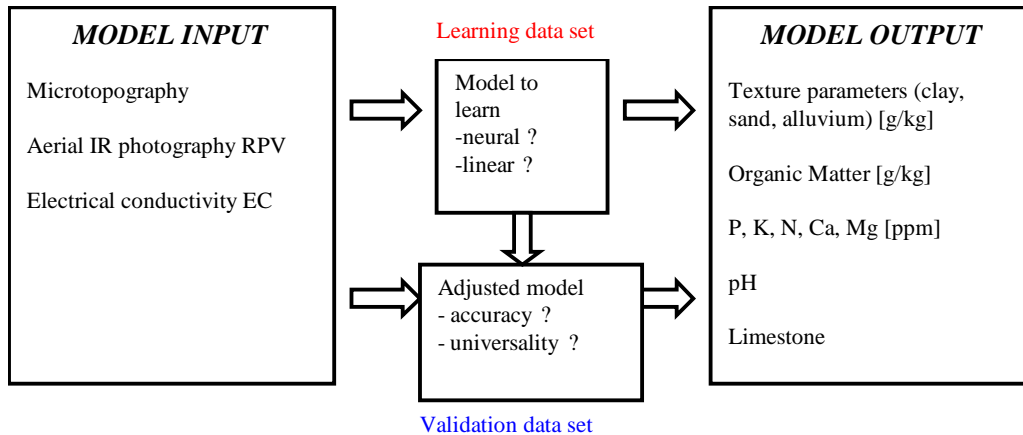 MODEL INPUT
Microtopography
Aerial IR photography RPV
Electrical conductivity EC
Learning data set
Model to
learn
-neural ?
-linear ?
Adjusted model
- accuracy ?
- universality ?
Validation data set
MODEL OUTPUT
Texture parameters (clay,
sand, alluvium) [g/kg]
Organic Matter [g/kg]
P, K, N, Ca, Mg [ppm]
pH
Limestone